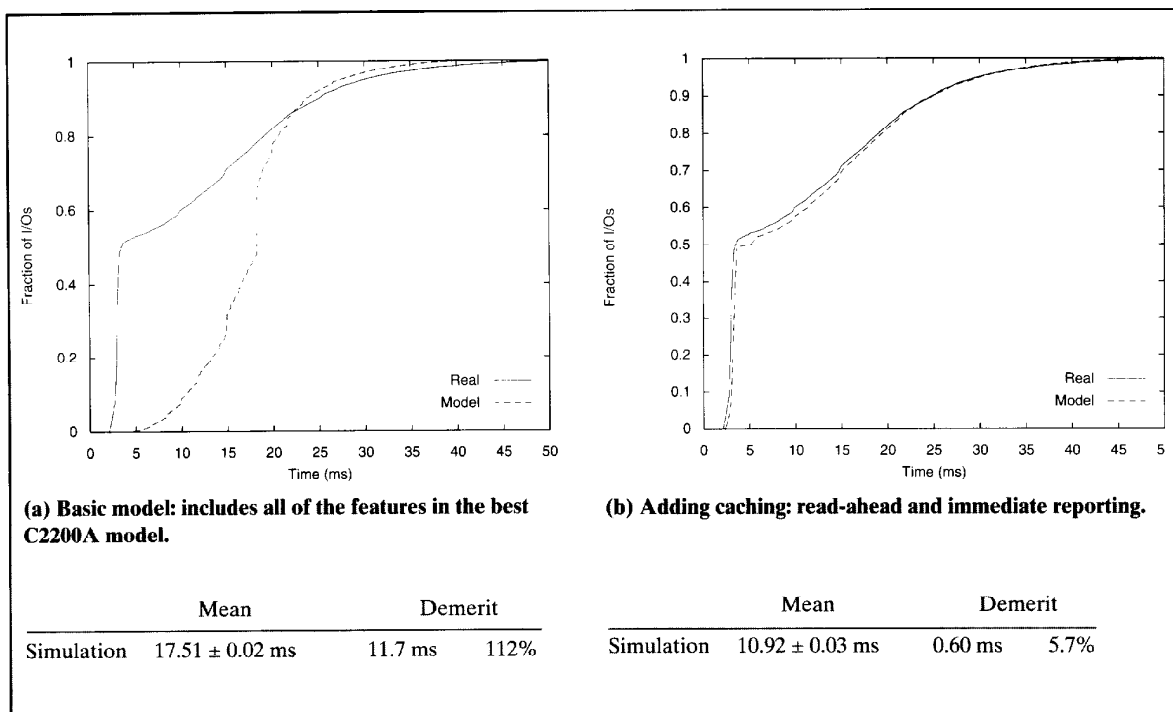 1
0.8
0.6
0.4
0.2
0
Fraction of I/Os
Real
Model
0 5 10 15 20 25 30 35 40 45 50
Time (ms)
(a) Basic model: includes all of the features in the best
C2200A model.
Mean Demerit
Simulation 17.51 ± 0.02 ms 11.7 ms 112%
1
0.9
0.8
0.7
0.6
0.5
0.4
0.3
0.2
0.1
0
Fraction of I/Os
Real
Model
0 5 10 15 20 25 30 35 40 45 5
Time (ms)
(b) Adding caching: read-ahead and immediate reporting.
Mean Demerit
Simulation 10.92 ± 0.03 ms 0.60 ms 5.7%